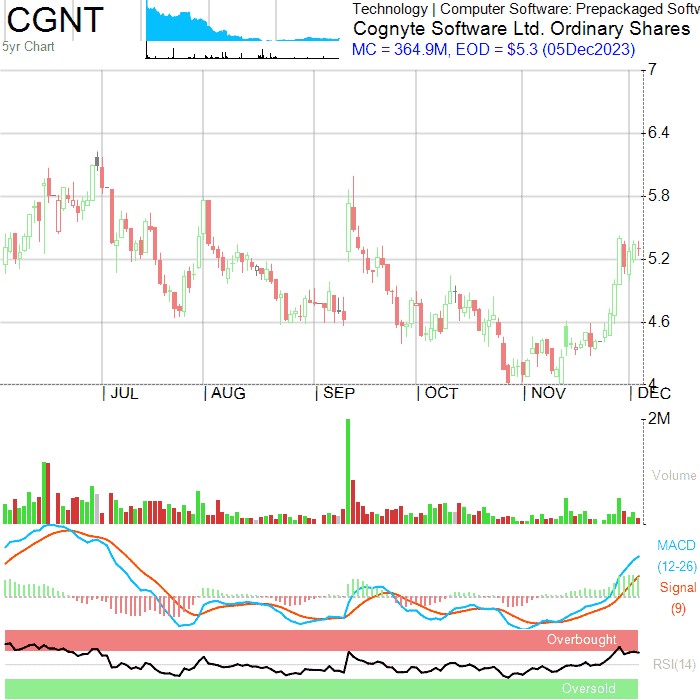 CGNT
5yr Chart
Technology | Computer Software: Prepackaged Softw
Cognyte Software Ltd. Ordinary Shares
MC = 364.9M, EOD = $5.3 (05Dec2023)
7
6.4
5.8
5.2
4.6
4
| JUL | AUG | SEP | OCT | NOV | DEC
2M
Volume
MACD
(12-26)
Signal
(9)
Overbought
RSI(14)
Oversold